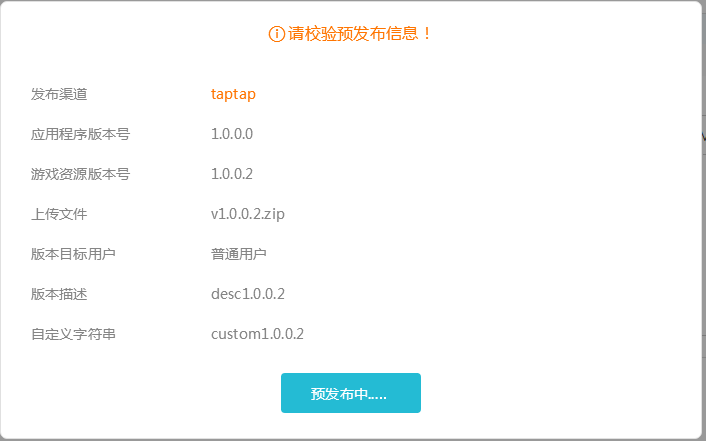 请校验预发布信息！
发布渠道 taptap
应用程序版本号 1.0.0.0
游戏资源版本号 1.0.0.2
上传文件 v1.0.0.2.zip
版本目标用户 普通用户
版本描述 desc1.0.0.2
自定义字符串 custom1.0.0.2
预发布中.....